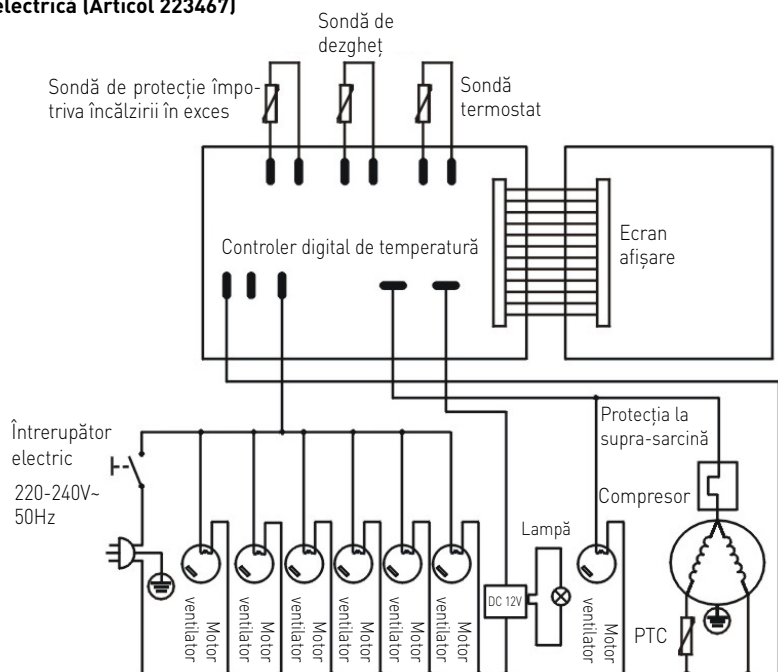 electrică (Articol 223467)
Sondă de
dezgheț
Sondă de protecție împo-
triva încălzirii în exces
Sondă
termostat
Controler digital de temperatură
Ecran
afișare
Întrerupător
electric
220-240V~
50Hz
Protecția la
supra-sarcină
Compresor
Lampă
DC 12V
PTC
Motor
ventilator
Motor
ventilator
Motor
ventilator
Motor
ventilator
Motor
ventilator
Motor
ventilator
Motor
ventilator